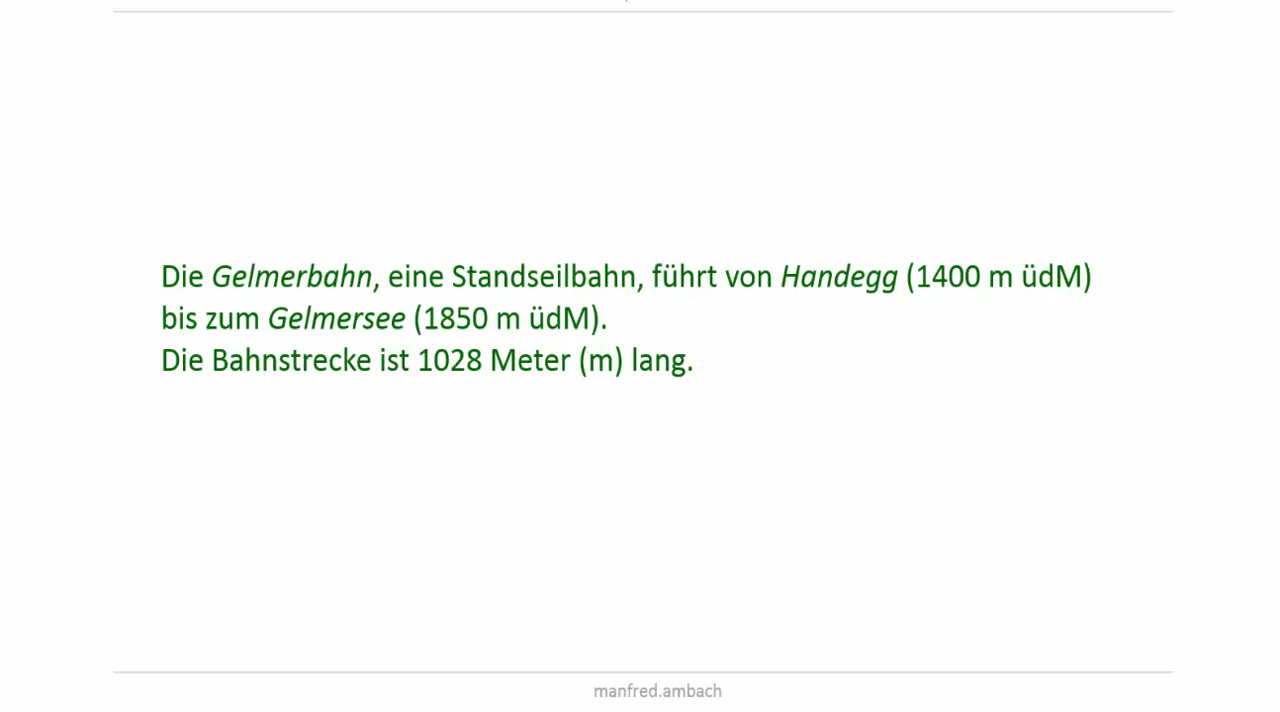 Die Gelmerbahn, eine Standseilbahn, führt von Handegg (1400 m üdM)
bis zum Gelmersee (1850 m üdM).
Die Bahnstrecke ist 1028 Meter (m) lang.
manfred.ambach